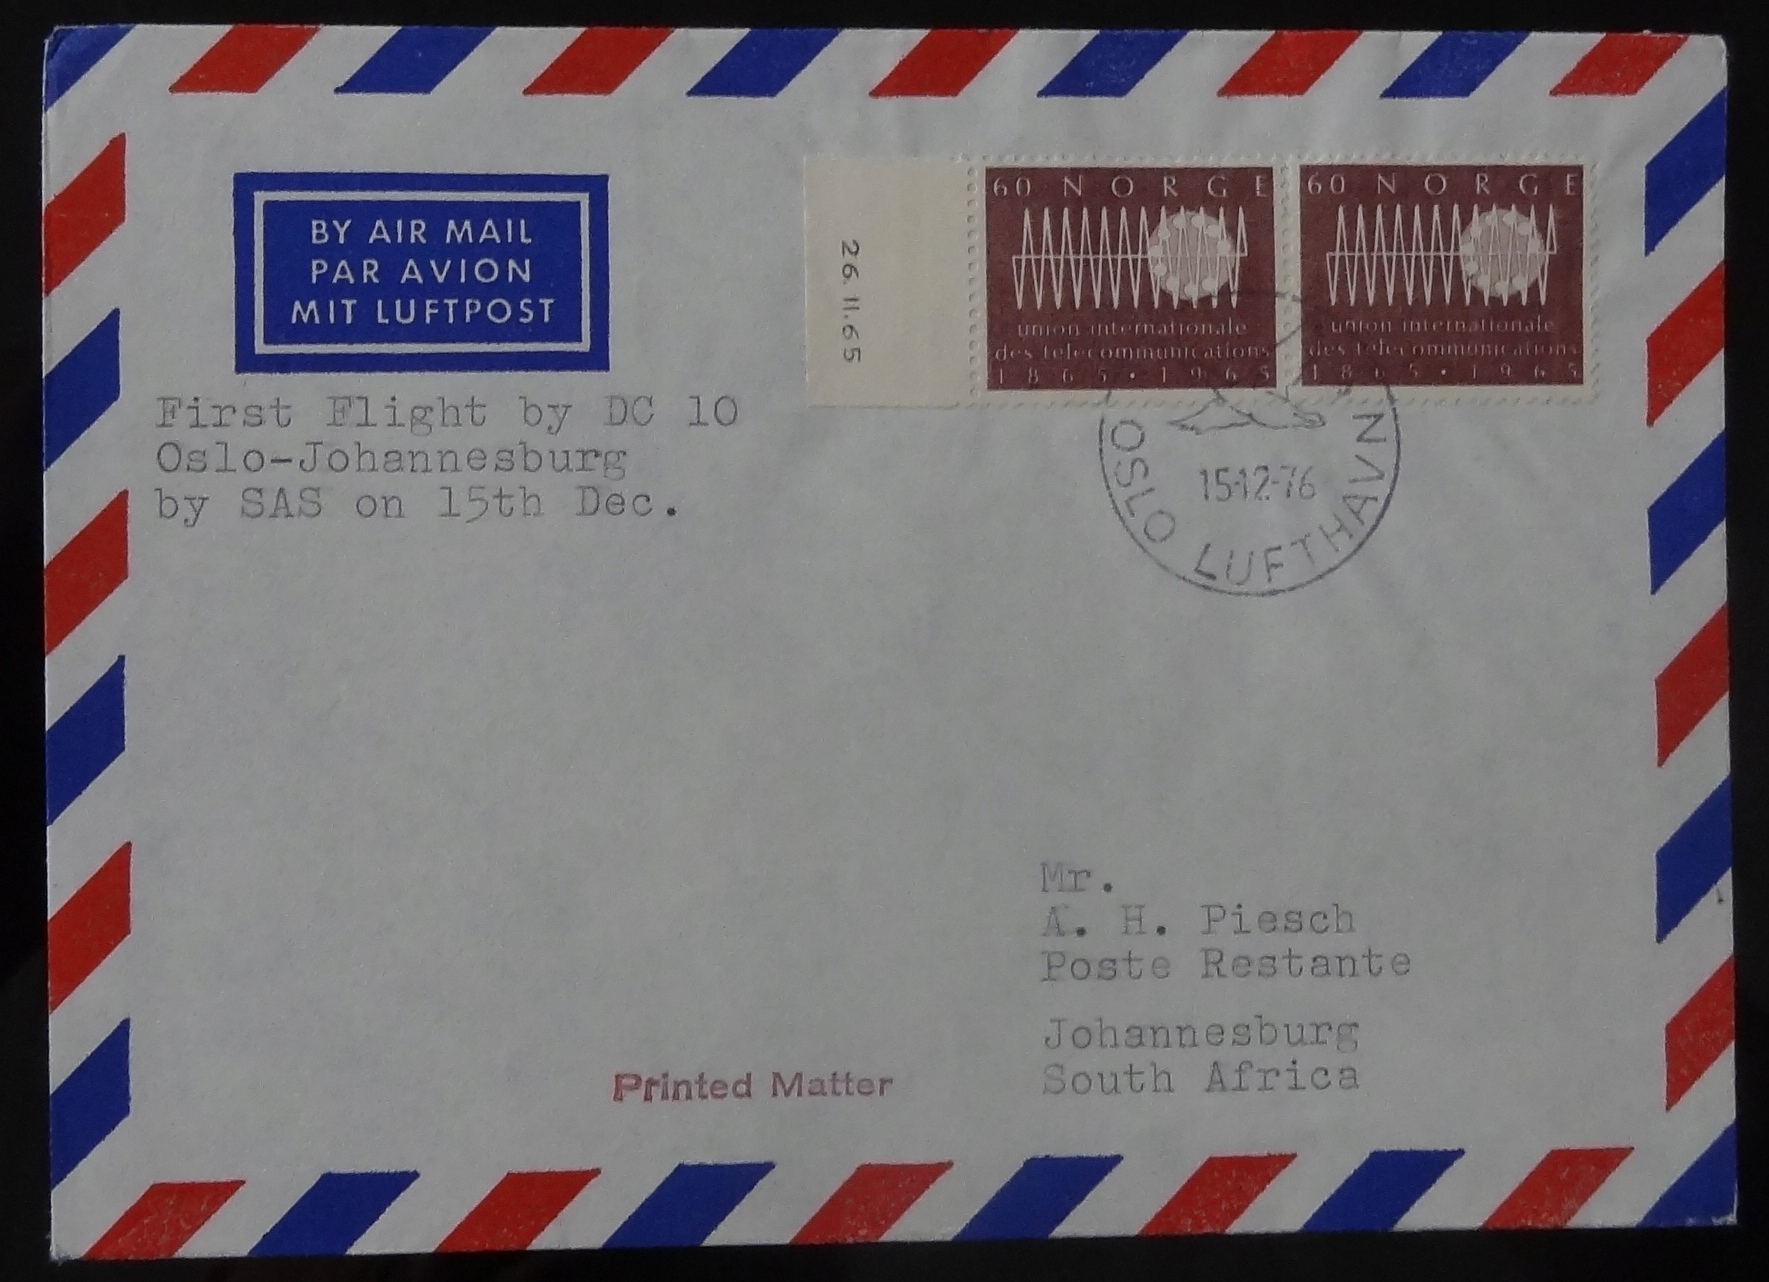 BY AIR MAIL
PAR AVION
MIT LUFTPOST
First Flight by DC 10
Oslo-Johannesburg
by SAS on 15th Dec.
26.11.65
60 NORGE
union internationale
des telecommunications
1865·1965
60 NORGE
union internationale
des telecommunications
1865·1965
OSLO LUFTHAVN
15-12-76
Mr.
A. H. Piesch
Poste Restante
Johannesburg
South Africa
Printed Matter